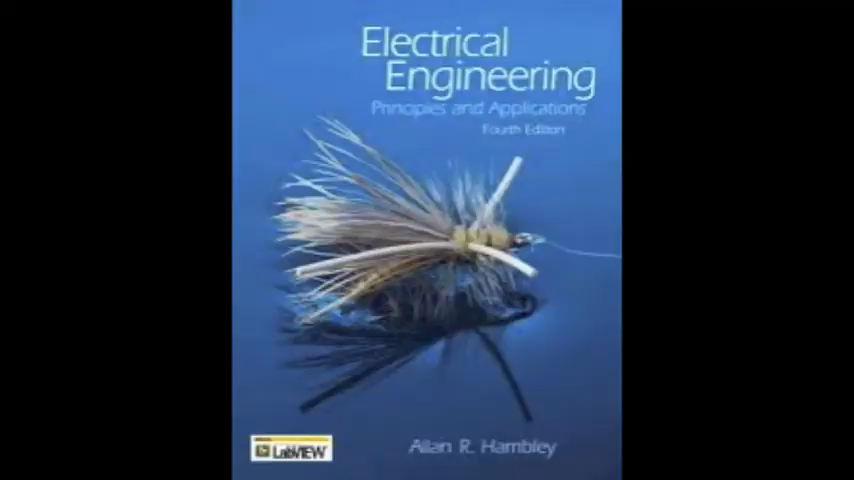 Electrical
Engineering
Principles and Applications
Fourth Edition
Allan R. Hambley
LabVIEW